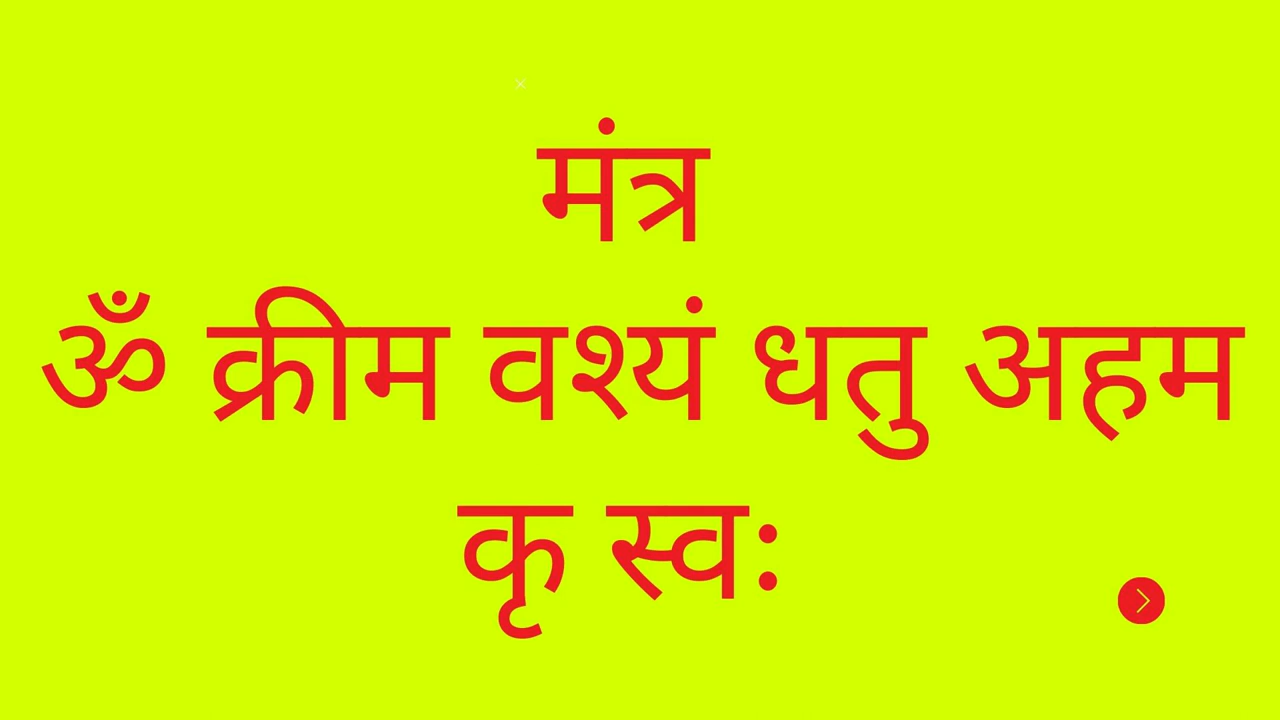 मंत्र
ॐ क्रीम वश्यं धतु अहम
कृ स्वः